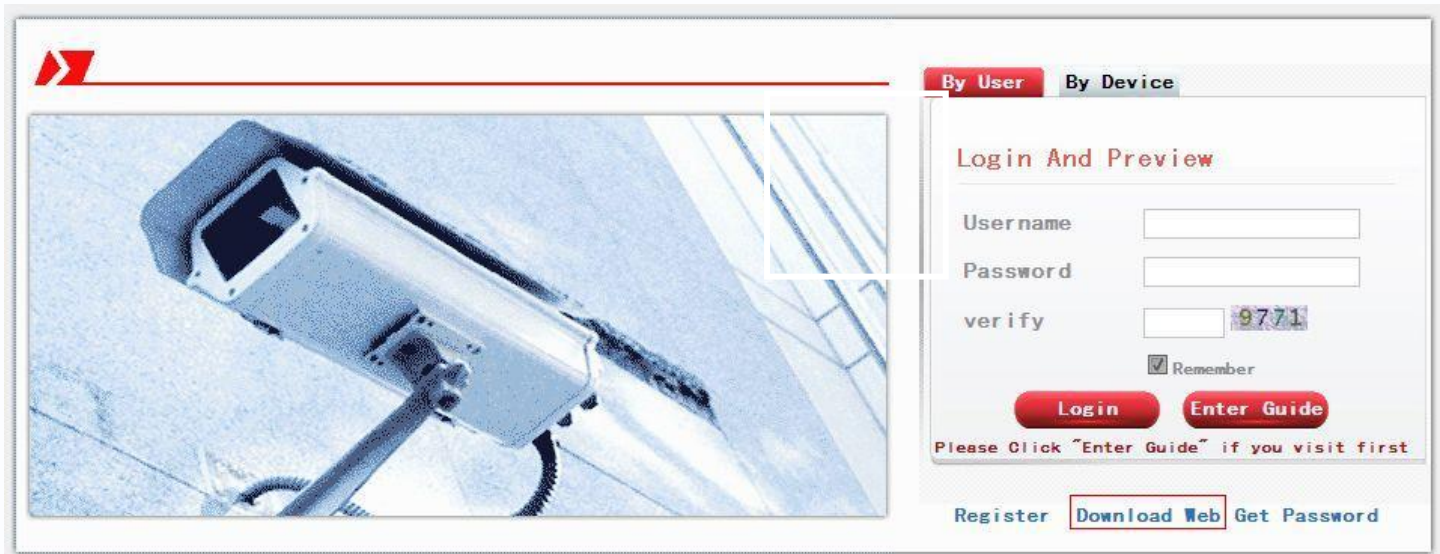 By User By Device
Login And Preview
Username
Password
verify 9771
Remember
Login Enter Guide
Please Click "Enter Guide" if you visit first
Register Download Web Get Password